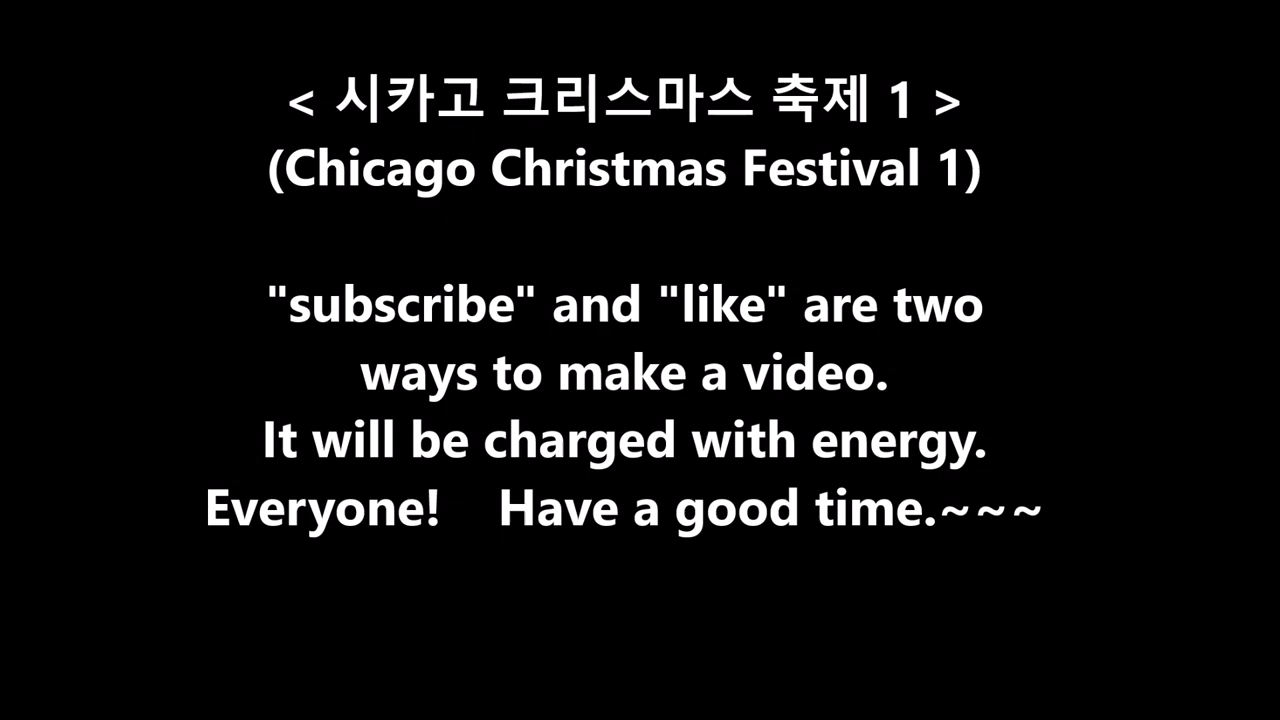 < 시카고 크리스마스 축제 1 >
(Chicago Christmas Festival 1)
"subscribe" and "like" are two
ways to make a video.
It will be charged with energy.
Everyone! Have a good time.~~~